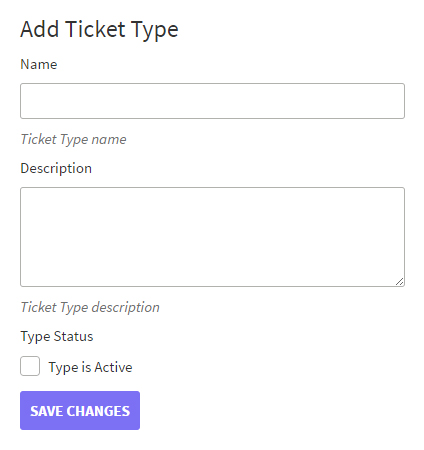 Add Ticket Type
Name
Ticket Type name
Description
Ticket Type description
Type Status
Type is Active
SAVE CHANGES